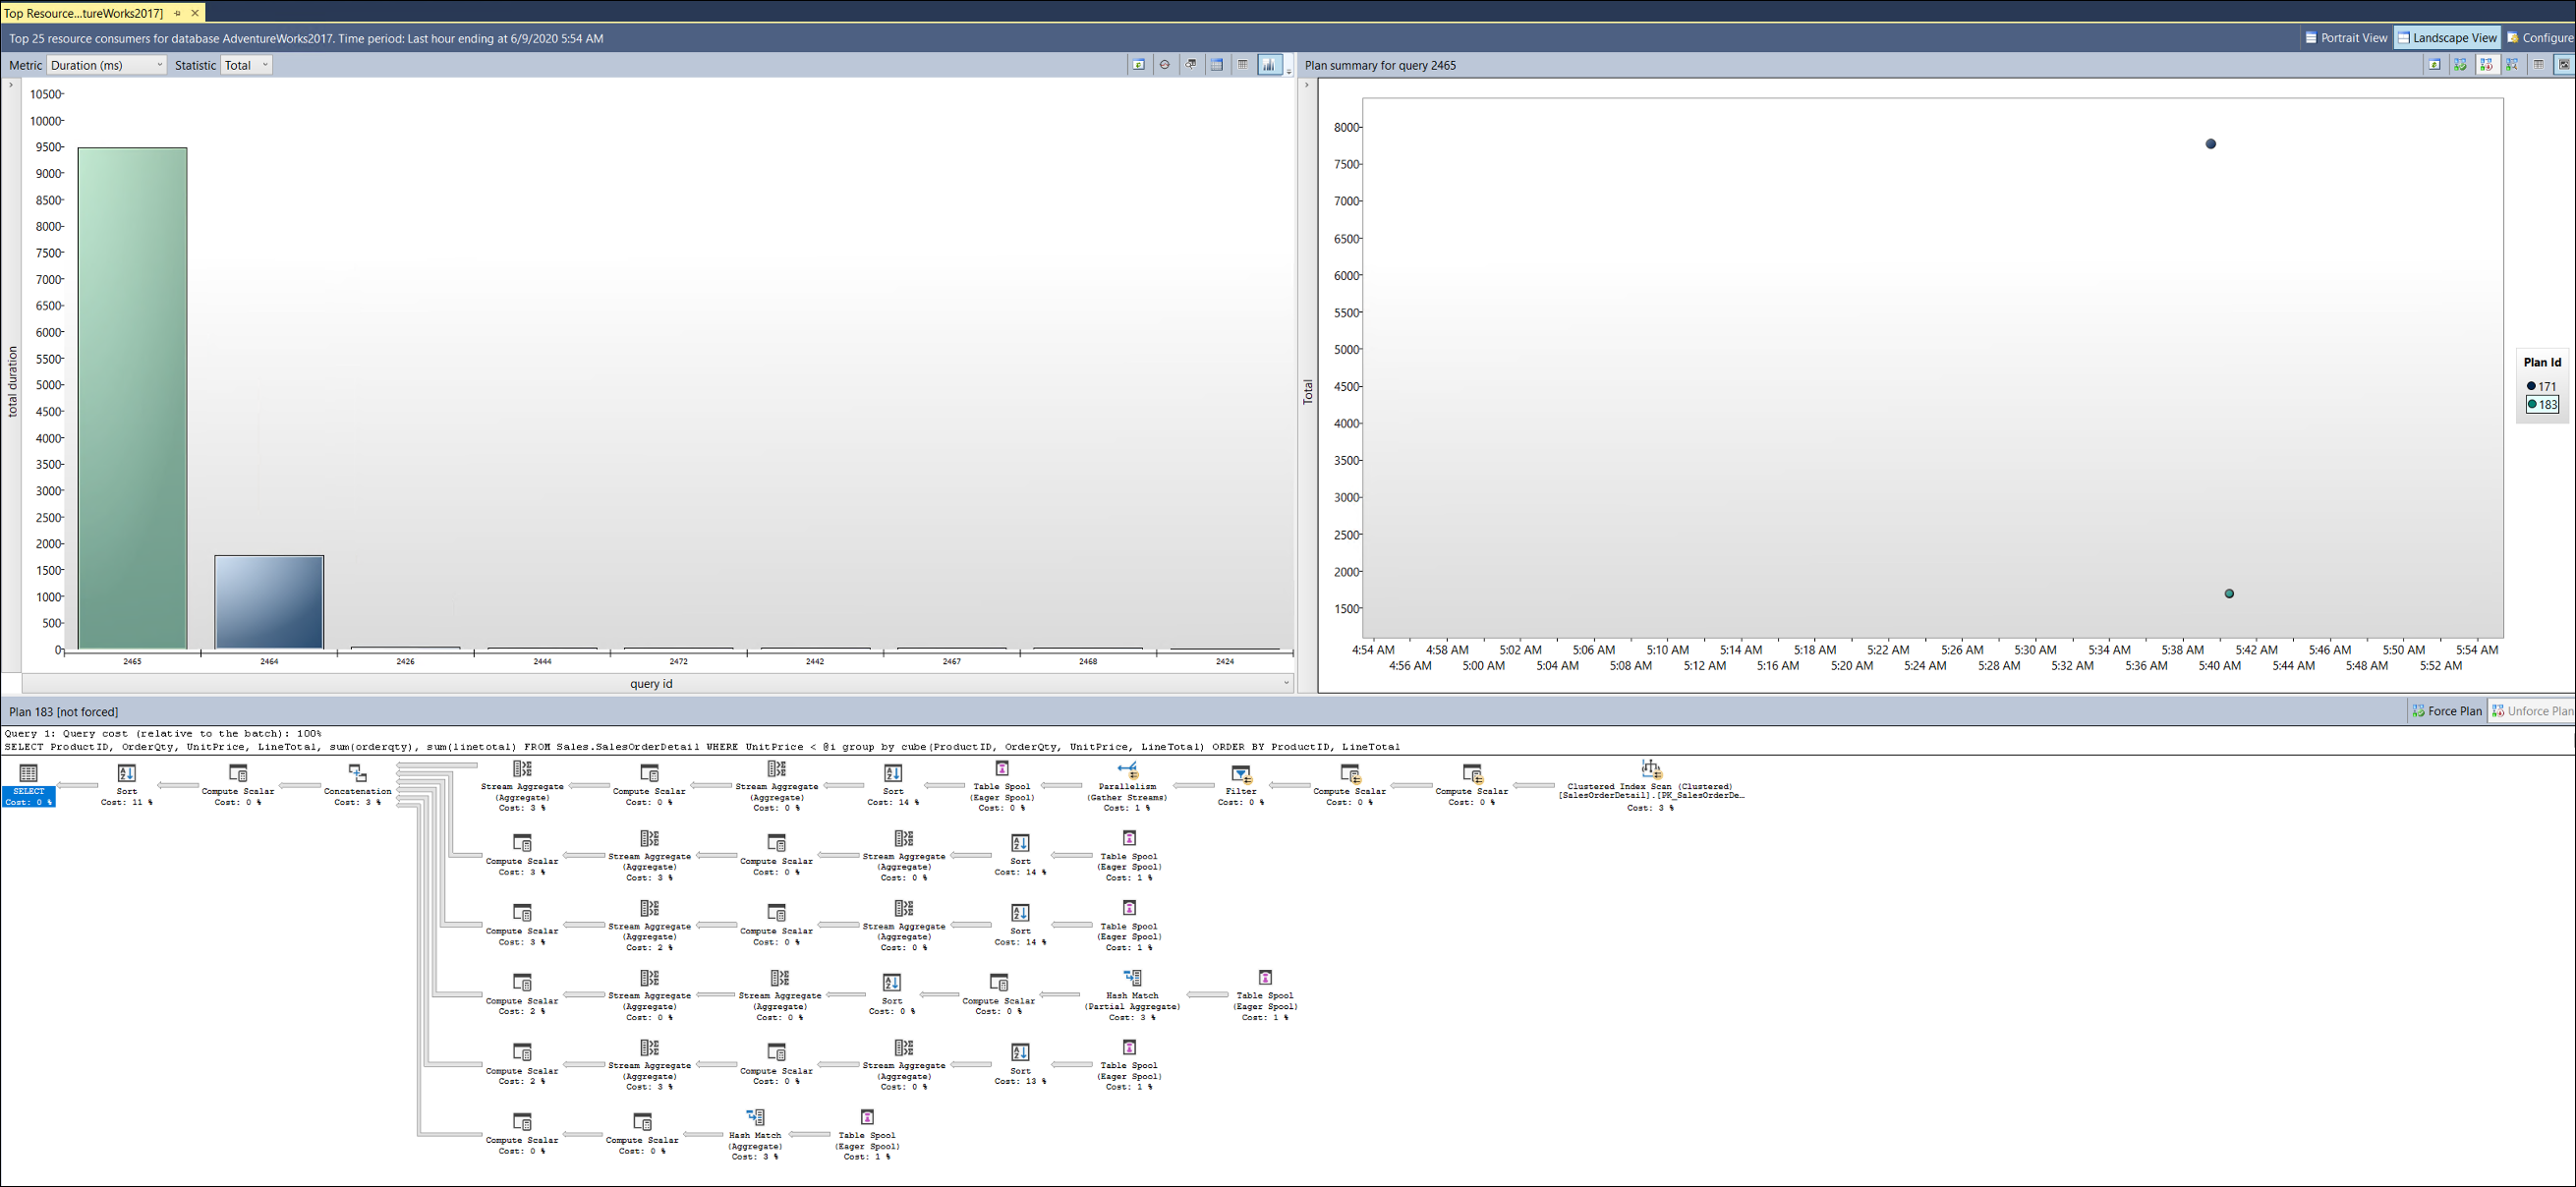 Top Resource...tureWorks2017]
Top 25 resource consumers for database AdventureWorks2017. Time period: Last hour ending at 6/9/2020 5:54 AM
Portrait View Landscape View Configure
Metric Duration (ms) Statistic Total
Plan summary for query 2465
10500
10000
9500
9000
8500
8000
7500
7000
6500
6000
5500
5000
4500
4000
3500
3000
2500
2000
1500
1000
500
0
total duration
2465 2464 2426 2444 2472 2442 2467 2468 2424
query id
8000
7500
7000
6500
6000
5500
5000
4500
4000
3500
3000
2500
2000
1500
Total
4:54 AM 4:58 AM 5:02 AM 5:06 AM 5:10 AM 5:14 AM 5:18 AM 5:22 AM 5:26 AM 5:30 AM 5:34 AM 5:38 AM 5:42 AM 5:46 AM 5:50 AM 5:54 AM
4:56 AM 5:00 AM 5:04 AM 5:08 AM 5:12 AM 5:16 AM 5:20 AM 5:24 AM 5:28 AM 5:32 AM 5:36 AM 5:40 AM 5:44 AM 5:48 AM 5:52 AM
Plan Id
171
183
Plan 183 [not forced]
Force Plan Unforce Plan
Query 1: Query cost (relative to the batch): 100%
SELECT ProductID, OrderQty, UnitPrice, LineTotal, sum(orderqty), sum(linetotal) FROM Sales.SalesOrderDetail WHERE UnitPrice < @i group by cube(ProductID, OrderQty, UnitPrice, LineTotal) ORDER BY ProductID, LineTotal
SELECT
Cost: 0 %
Sort
Cost: 11 %
Compute Scalar
Cost: 0 %
Concatenation
Cost: 3 %
Stream Aggregate
(Aggregate)
Cost: 3 %
Compute Scalar
Cost: 0 %
Stream Aggregate
(Aggregate)
Cost: 0 %
Sort
Cost: 14 %
Table Spool
(Eager Spool)
Cost: 0 %
Parallelism
(Gather Streams)
Cost: 1 %
Filter
Cost: 0 %
Compute Scalar
Cost: 0 %
Compute Scalar
Cost: 0 %
Clustered Index Scan (Clustered)
[SalesOrderDetail].[PK_SalesOrderDe…
Cost: 3 %
Compute Scalar
Cost: 3 %
Stream Aggregate
(Aggregate)
Cost: 3 %
Compute Scalar
Cost: 0 %
Stream Aggregate
(Aggregate)
Cost: 0 %
Sort
Cost: 14 %
Table Spool
(Eager Spool)
Cost: 1 %
Compute Scalar
Cost: 3 %
Stream Aggregate
(Aggregate)
Cost: 2 %
Compute Scalar
Cost: 0 %
Stream Aggregate
(Aggregate)
Cost: 0 %
Sort
Cost: 14 %
Table Spool
(Eager Spool)
Cost: 1 %
Compute Scalar
Cost: 2 %
Stream Aggregate
(Aggregate)
Cost: 0 %
Stream Aggregate
(Aggregate)
Cost: 0 %
Sort
Cost: 0 %
Compute Scalar
Cost: 0 %
Hash Match
(Partial Aggregate)
Cost: 3 %
Table Spool
(Eager Spool)
Cost: 1 %
Compute Scalar
Cost: 2 %
Stream Aggregate
(Aggregate)
Cost: 3 %
Compute Scalar
Cost: 0 %
Stream Aggregate
(Aggregate)
Cost: 0 %
Sort
Cost: 13 %
Table Spool
(Eager Spool)
Cost: 1 %
Compute Scalar
Cost: 0 %
Compute Scalar
Cost: 0 %
Hash Match
(Aggregate)
Cost: 3 %
Table Spool
(Eager Spool)
Cost: 1 %